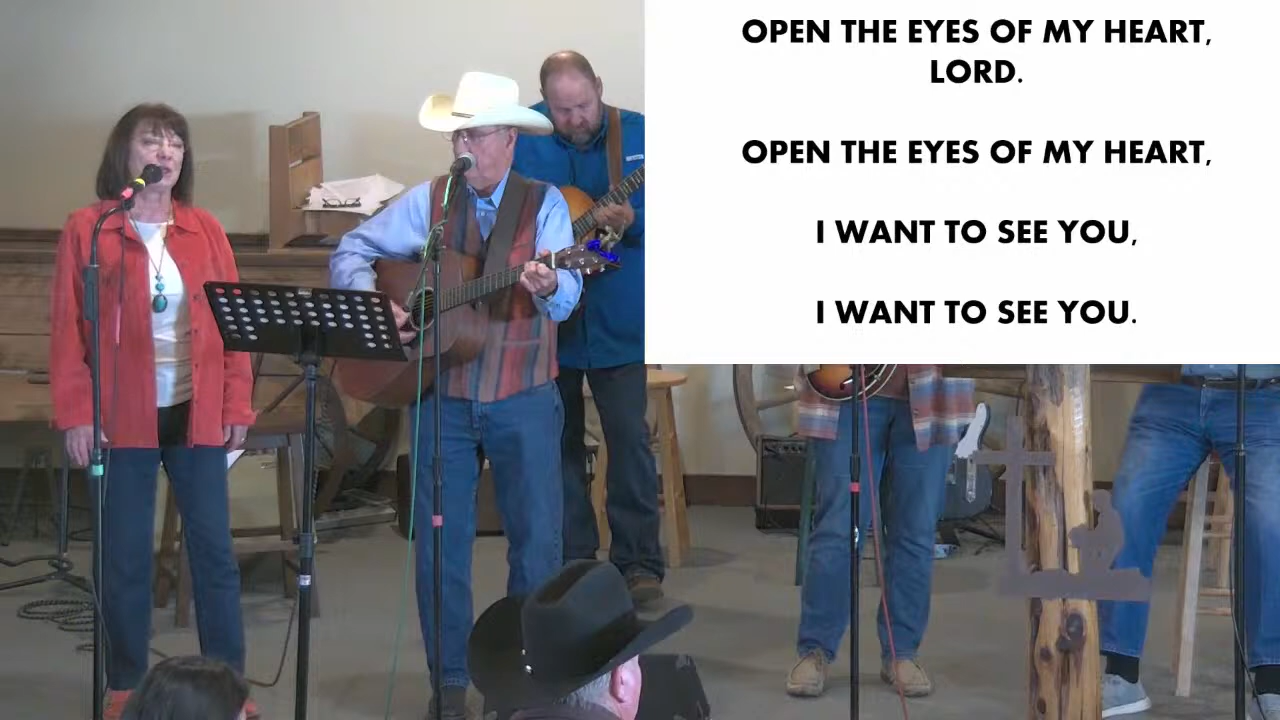 OPEN THE EYES OF MY HEART,
LORD.
OPEN THE EYES OF MY HEART,
I WANT TO SEE YOU,
I WANT TO SEE YOU.